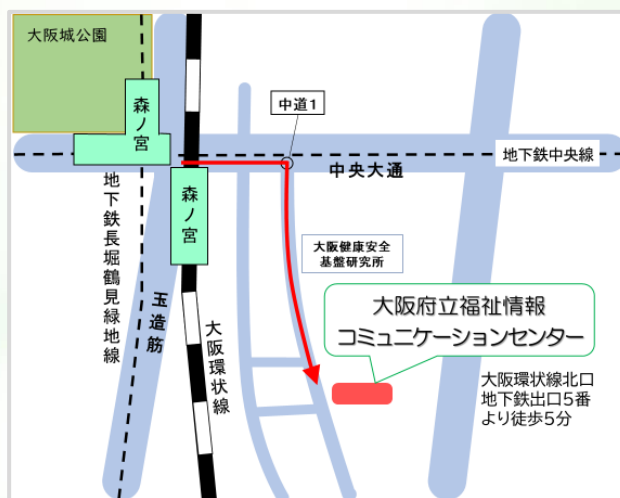 大阪城公園
森ノ宮
中道1
地下鉄中央線
中央大通
森ノ宮
地下鉄長堀鶴見緑地線
玉造筋
大阪環状線
大阪健康安全
基盤研究所
大阪府立福祉情報
コミュニケーションセンター
大阪環状線北口
地下鉄出口5番
より徒歩5分